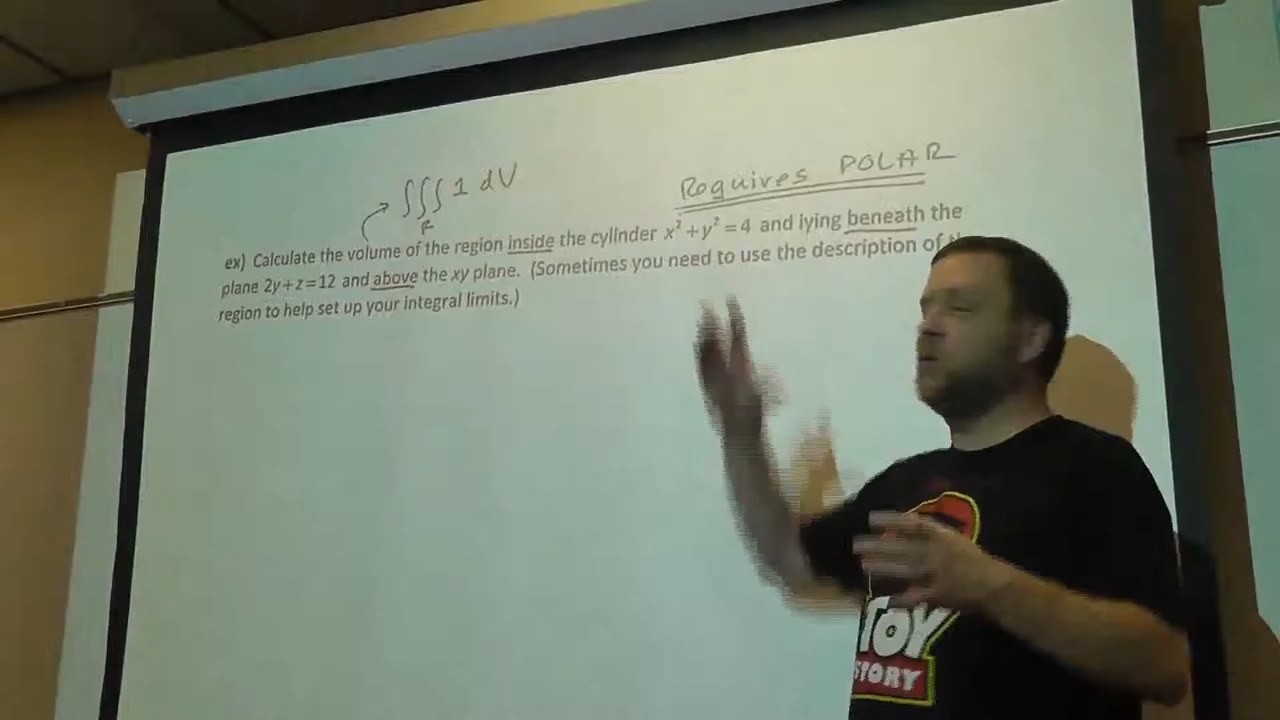 ∭_R 1 dV
Requires POLAR
ex) Calculate the volume of the region inside the cylinder x² + y² = 4 and lying beneath the
plane 2y + z = 12 and above the xy plane. (Sometimes you need to use the description of
region to help set up your integral limits.)
TOY
STORY